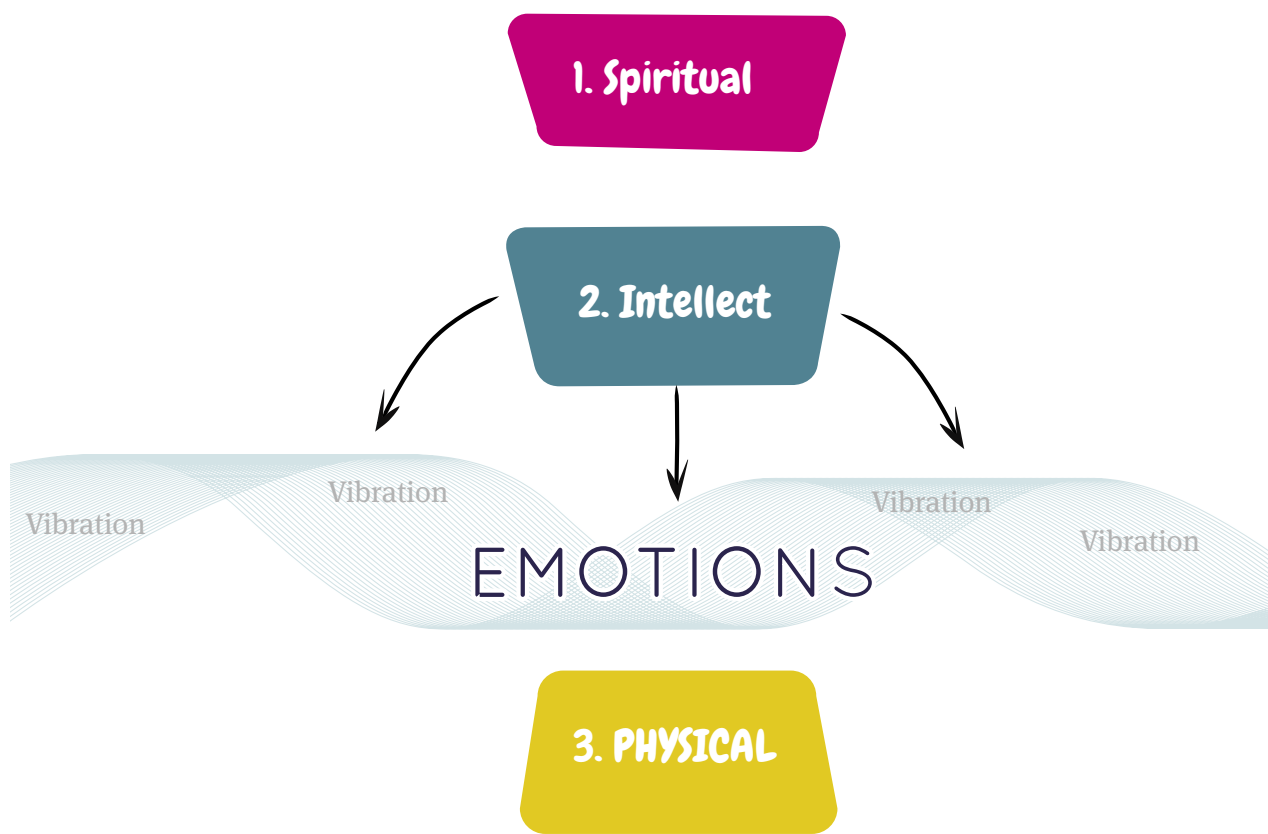 1. Spiritual
2. Intellect
Vibration
Vibration
Vibration
Vibration
EMOTIONS
3. PHYSICAL